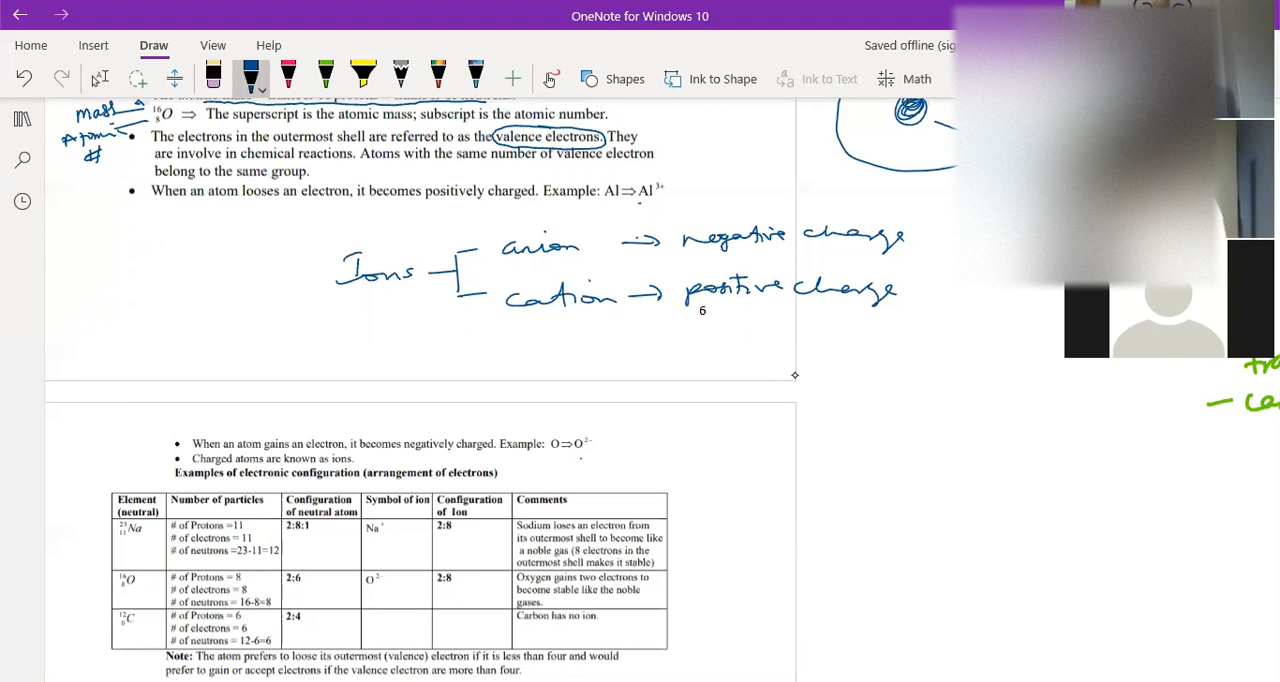 OneNote for Windows 10
Home Insert Draw View Help
Saved offline (sig
Shapes Ink to Shape Ink to Text Math
mass
Atomic
#
16 8 O ⇒ The superscript is the atomic mass; subscript is the atomic number.
• The electrons in the outermost shell are referred to as the valence electrons. They
are involve in chemical reactions. Atoms with the same number of valence electron
belong to the same group.
• When an atom looses an electron, it becomes positively charged. Example: Al⇒Al³⁺
Ions
anion → negative charge
cation → positive charge
6
• When an atom gains an electron, it becomes negatively charged. Example: O⇒O²⁻
• Charged atoms are known as ions.
Examples of electronic configuration (arrangement of electrons)
Element (neutral) Number of particles Configuration of neutral atom Symbol of ion Configuration of Ion Comments
23 11 Na # of Protons =11 2:8:1 Na⁺ 2:8 Sodium loses an electron from
# of electrons = 11 its outermost shell to become like
# of neutrons =23-11=12 a noble gas (8 electrons in the
outermost shell makes it stable)
16 8 O # of Protons = 8 2:6 O²⁻ 2:8 Oxygen gains two electrons to
# of electrons = 8 become stable like the noble
# of neutrons = 16-8=8 gases.
12 6 C # of Protons = 6 2:4 Carbon has no ion.
# of electrons = 6
# of neutrons = 12-6=6
Note: The atom prefers to loose its outermost (valence) electron if it is less than four and would
prefer to gain or accept electrons if the valence electron are more than four.